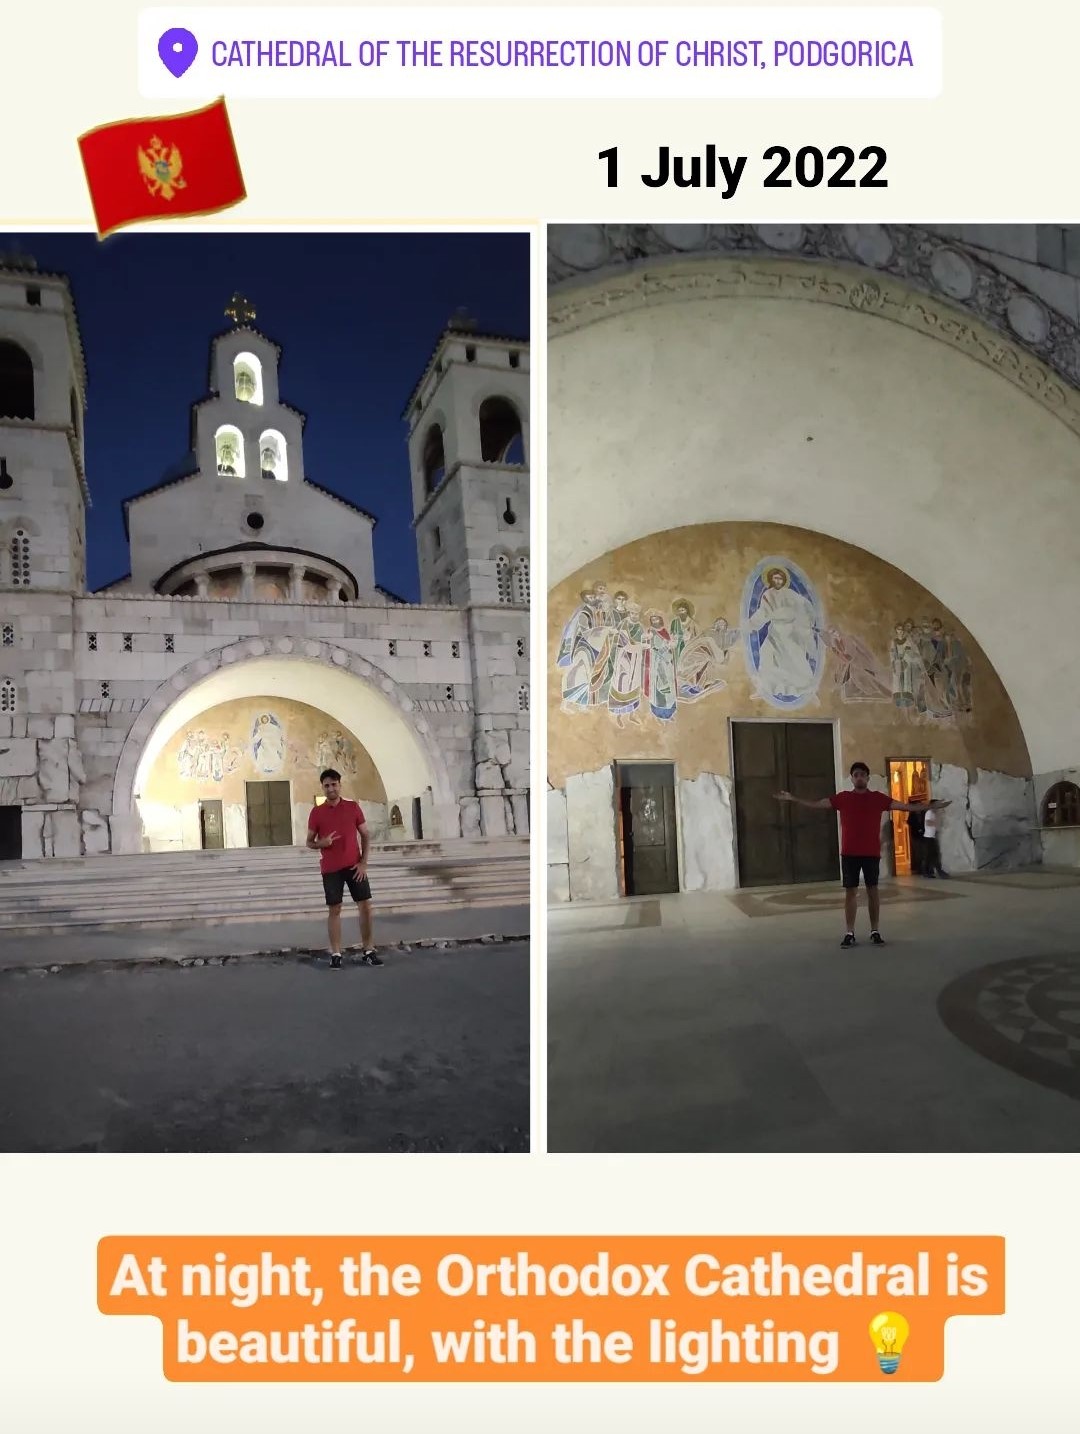 CATHEDRAL OF THE RESURRECTION OF CHRIST, PODGORICA
1 July 2022
At night, the Orthodox Cathedral is
beautiful, with the lighting 💡